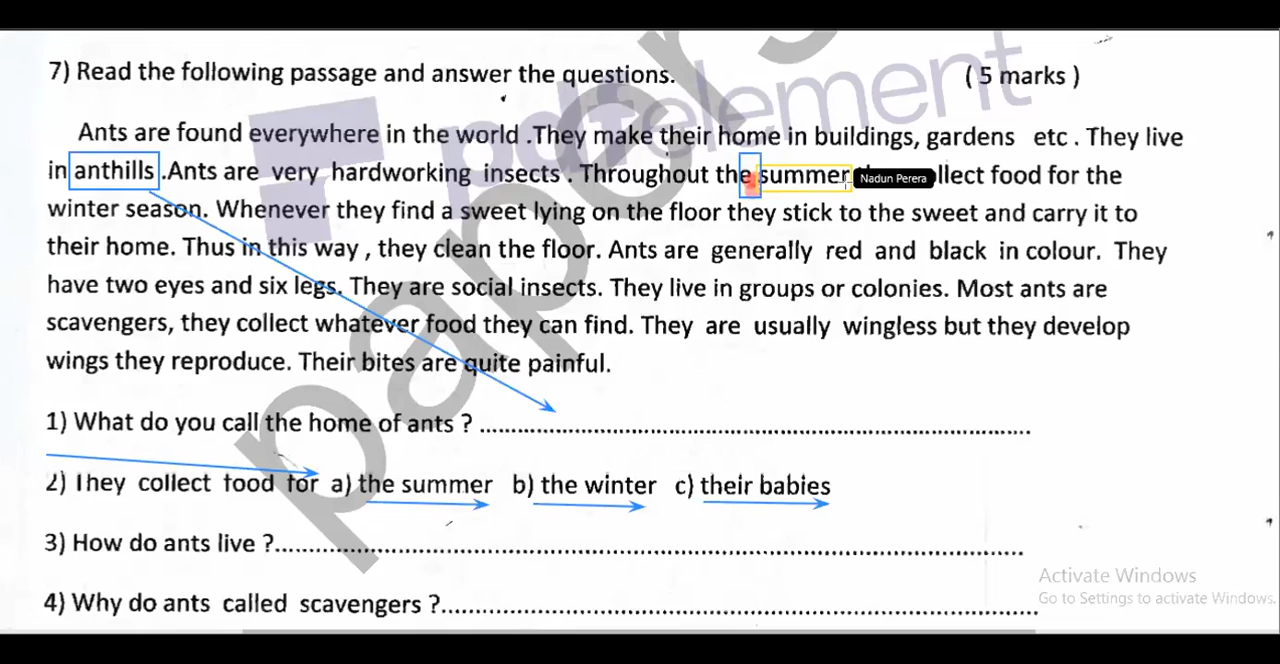 7) Read the following passage and answer the questions. ( 5 marks )
Ants are found everywhere in the world .They make their home in buildings, gardens etc . They live
in anthills .Ants are very hardworking insects . Throughout the summer Nadun Perera llect food for the
winter season. Whenever they find a sweet lying on the floor they stick to the sweet and carry it to
their home. Thus in this way , they clean the floor. Ants are generally red and black in colour. They
have two eyes and six legs. They are social insects. They live in groups or colonies. Most ants are
scavengers, they collect whatever food they can find. They are usually wingless but they develop
wings they reproduce. Their bites are quite painful.
1) What do you call the home of ants ?
2) They collect food for a) the summer b) the winter c) their babies
3) How do ants live ?
4) Why do ants called scavengers ?
Activate Windows
Go to Settings to activate Windows.
pdfelement
papers